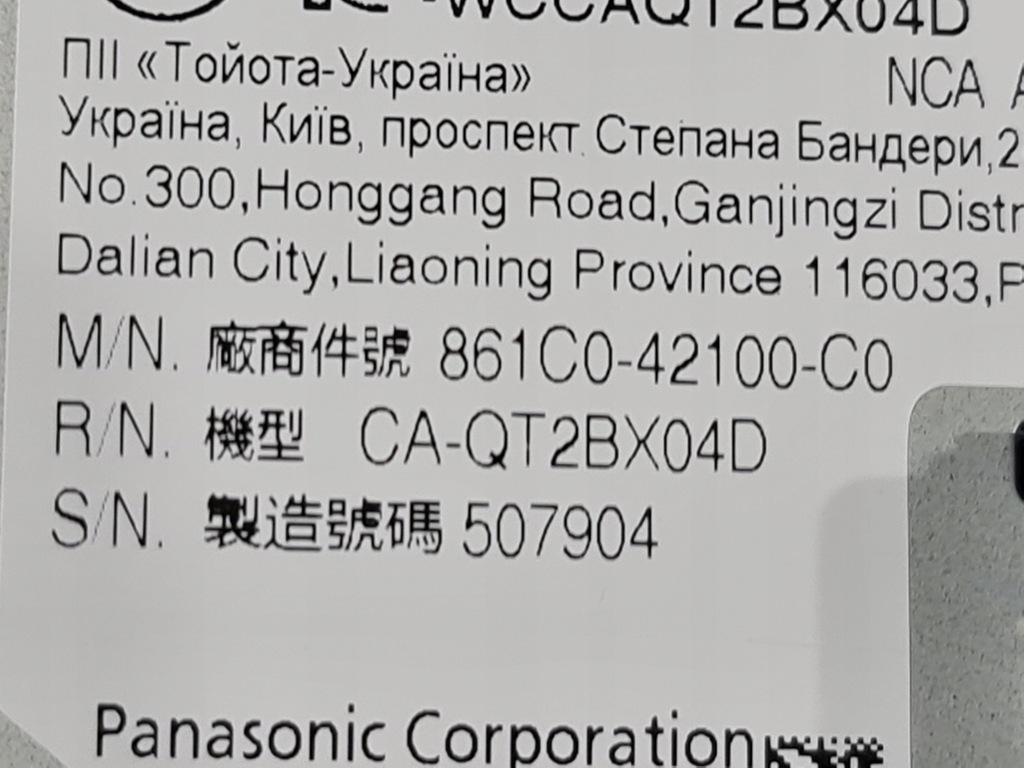 -WCCAQT2BX04D
ПІІ «Тойота-Україна»
NCA
Україна, Київ, проспект Степана Бандери,2
No.300,Honggang Road,Ganjingzi Distr
Dalian City,Liaoning Province 116033,P
M/N. 廠商件號 861C0-42100-C0
R/N. 機型 CA-QT2BX04D
S/N. 製造號碼 507904
Panasonic Corporation